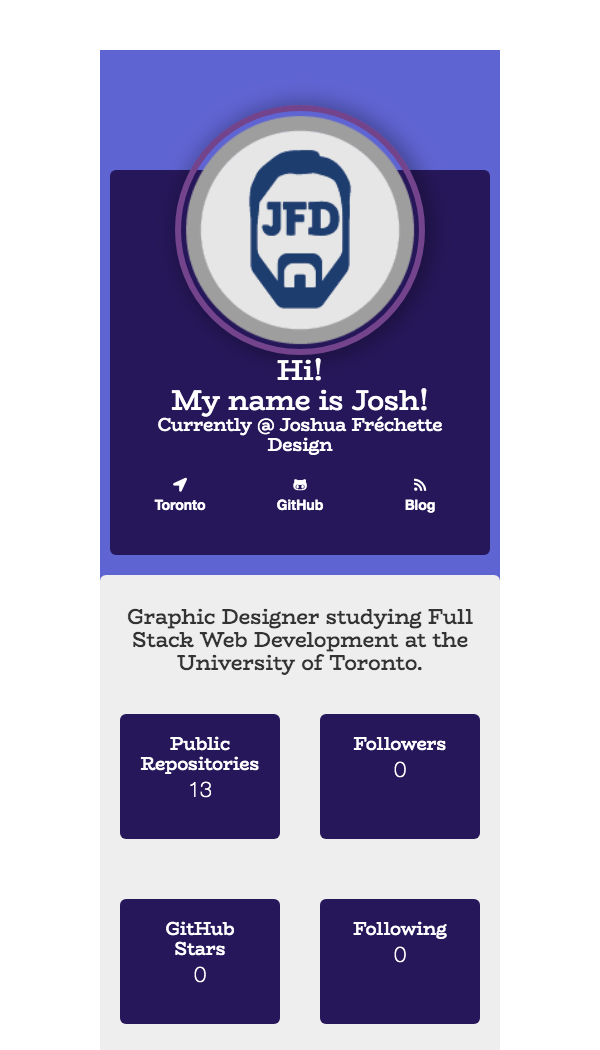 JFD
Hi!
My name is Josh!
Currently @ Joshua Fréchette
Design
Toronto
GitHub
Blog
Graphic Designer studying Full
Stack Web Development at the
University of Toronto.
Public
Repositories
13
Followers
0
GitHub
Stars
0
Following
0